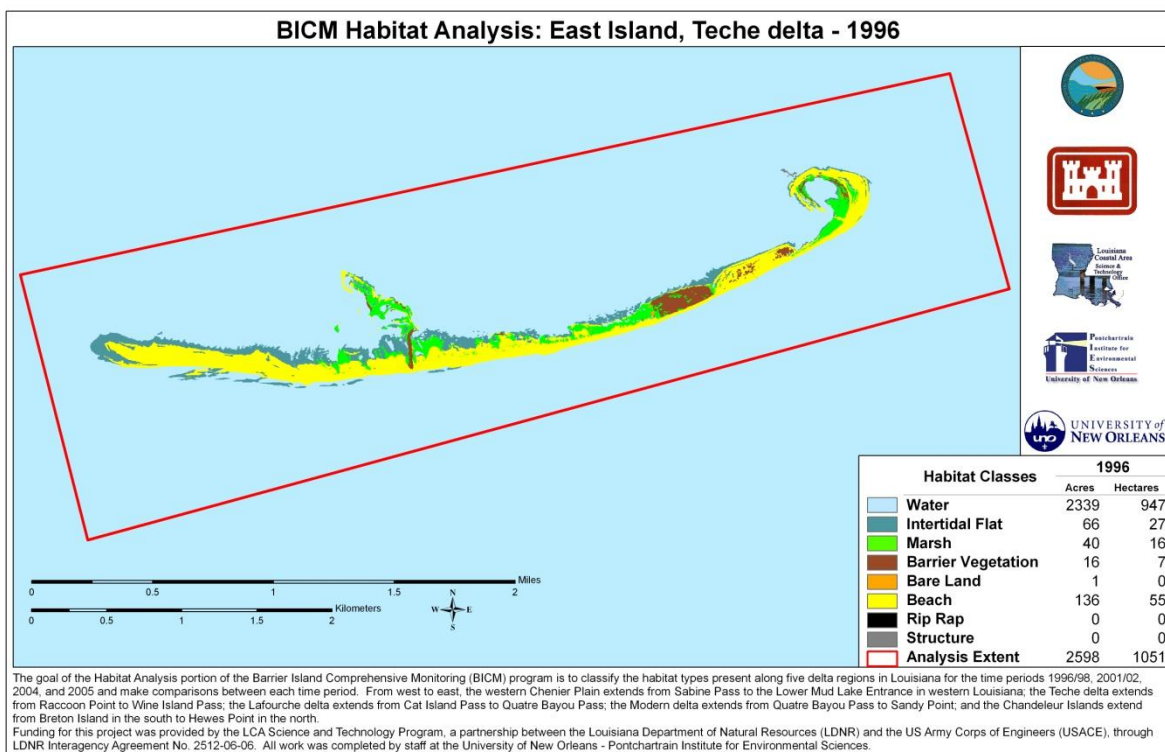 BICM Habitat Analysis: East Island, Teche delta - 1996
Louisiana
Coastal Area
Science &
Technology
Office
Pontchartrain
Institute for
Environmental
Sciences
University of New Orleans
uno
UNIVERSITY of
NEW ORLEANS
Habitat Classes 1996
Acres Hectares
Water 2339 947
Intertidal Flat 66 27
Marsh 40 16
Barrier Vegetation 16 7
Bare Land 1 0
Beach 136 55
Rip Rap 0 0
Structure 0 0
Analysis Extent 2598 1051
Miles
0 0.5 1 1.5 2
Kilometers
0 0.5 1 1.5 2
N
W E
S
The goal of the Habitat Analysis portion of the Barrier Island Comprehensive Monitoring (BICM) program is to classify the habitat types present along five delta regions in Louisiana for the time periods 1996/98, 2001/02,
2004, and 2005 and make comparisons between each time period. From west to east, the western Chenier Plain extends from Sabine Pass to the Lower Mud Lake Entrance in western Louisiana; the Teche delta extends
from Raccoon Point to Wine Island Pass; the Lafourche delta extends from Cat Island Pass to Quatre Bayou Pass; the Modern delta extends from Quatre Bayou Pass to Sandy Point; and the Chandeleur Islands extend
from Breton Island in the south to Hewes Point in the north.
Funding for this project was provided by the LCA Science and Technology Program, a partnership between the Louisiana Department of Natural Resources (LDNR) and the US Army Corps of Engineers (USACE), through
LDNR Interagency Agreement No. 2512-06-06. All work was completed by staff at the University of New Orleans - Pontchartrain Institute for Environmental Sciences.